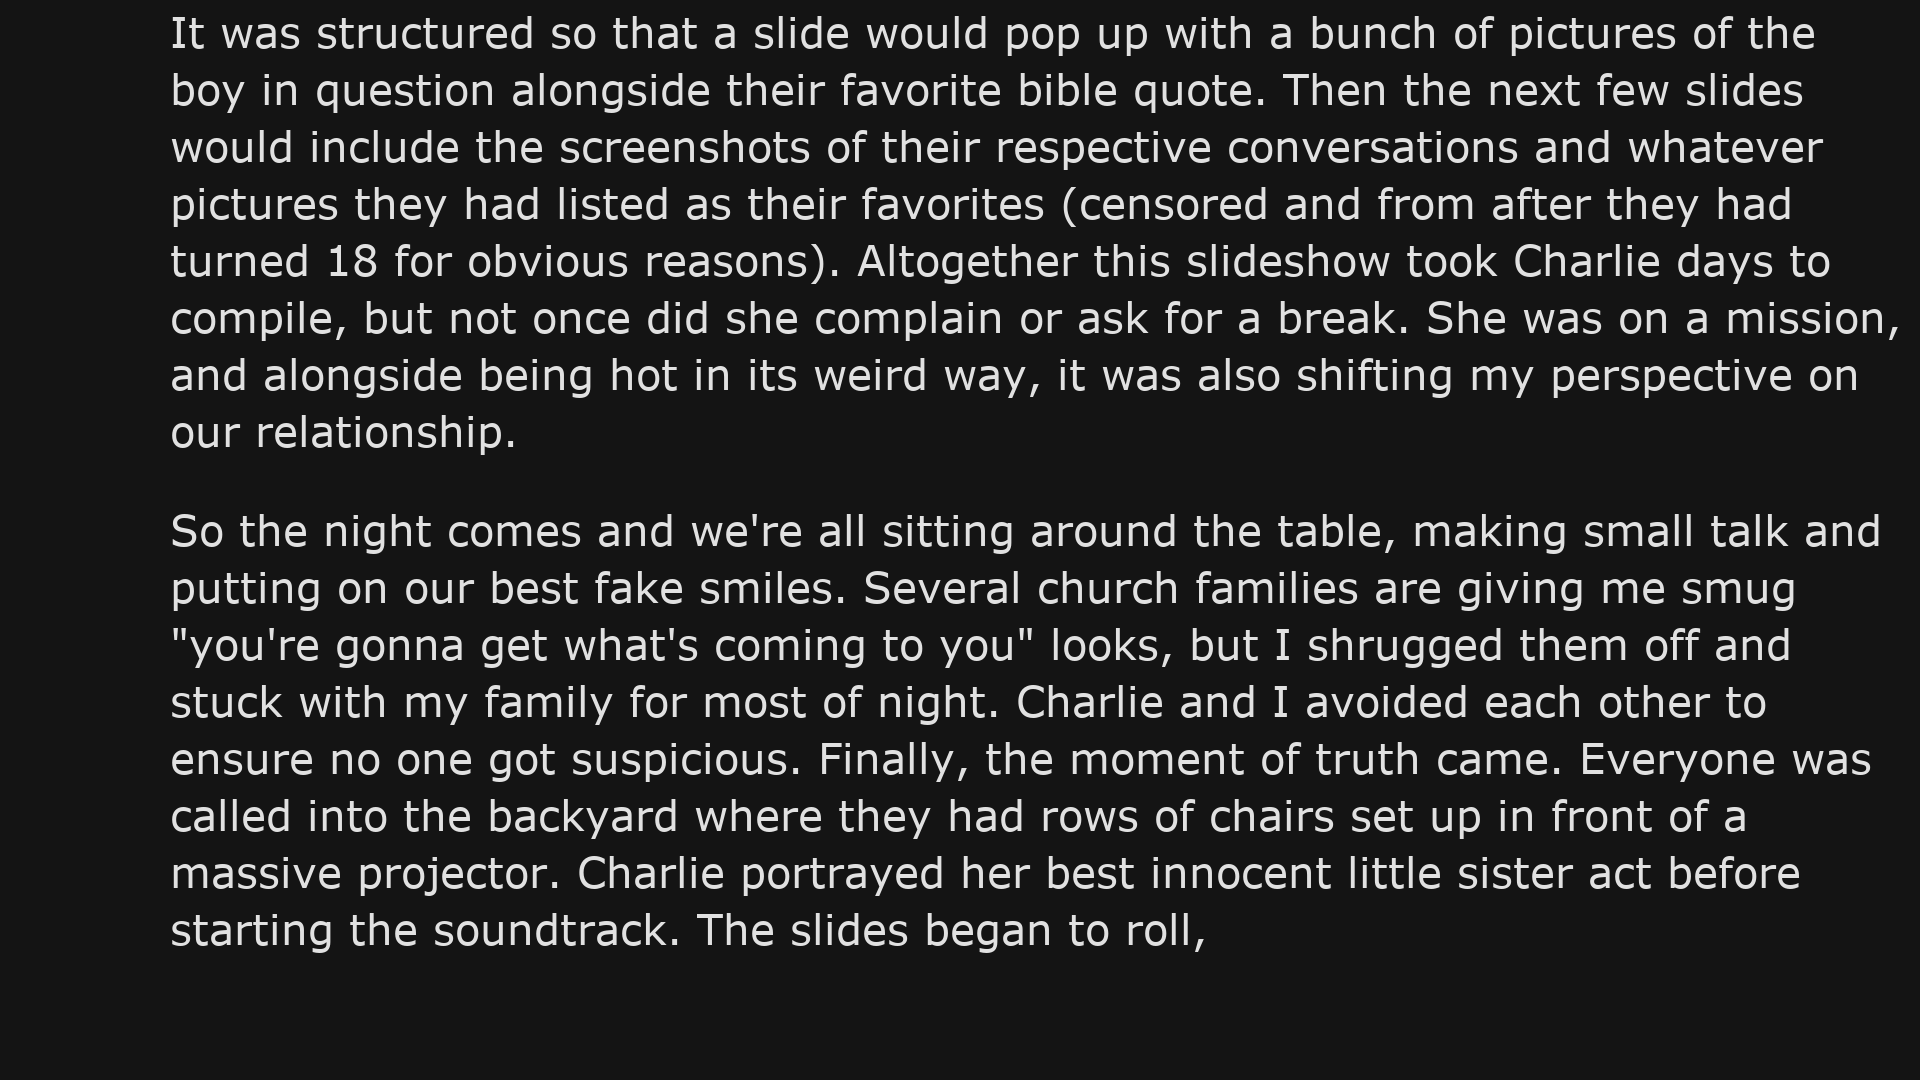 It was structured so that a slide would pop up with a bunch of pictures of the
boy in question alongside their favorite bible quote. Then the next few slides
would include the screenshots of their respective conversations and whatever
pictures they had listed as their favorites (censored and from after they had
turned 18 for obvious reasons). Altogether this slideshow took Charlie days to
compile, but not once did she complain or ask for a break. She was on a mission,
and alongside being hot in its weird way, it was also shifting my perspective on
our relationship.
So the night comes and we're all sitting around the table, making small talk and
putting on our best fake smiles. Several church families are giving me smug
"you're gonna get what's coming to you" looks, but I shrugged them off and
stuck with my family for most of night. Charlie and I avoided each other to
ensure no one got suspicious. Finally, the moment of truth came. Everyone was
called into the backyard where they had rows of chairs set up in front of a
massive projector. Charlie portrayed her best innocent little sister act before
starting the soundtrack. The slides began to roll,